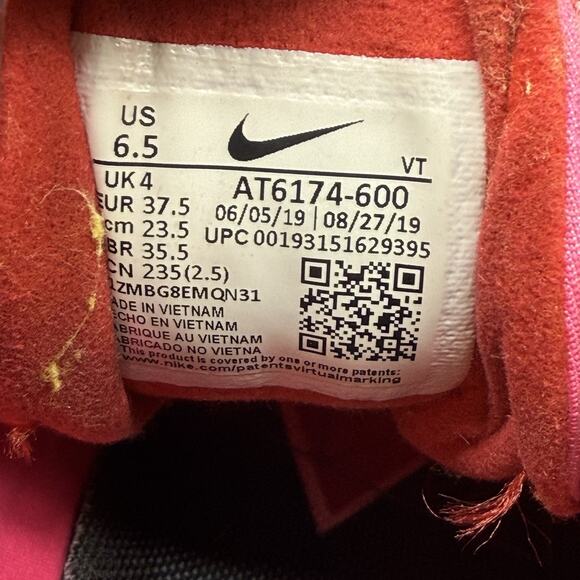 US
6.5
VT
UK 4
AT6174-600
EUR 37.5
06/05/19 | 08/27/19
cm 23.5
UPC 00193151629395
BR 35.5
CN 235(2.5)
1ZMBG8EMQN31
MADE IN VIETNAM
HECHO EN VIETNAM
FABRIQUE AU VIETNAM
FABRICADO NO VIETNA
This product is covered by one or more patents:
www.nike.com/patentsvirtualmarking